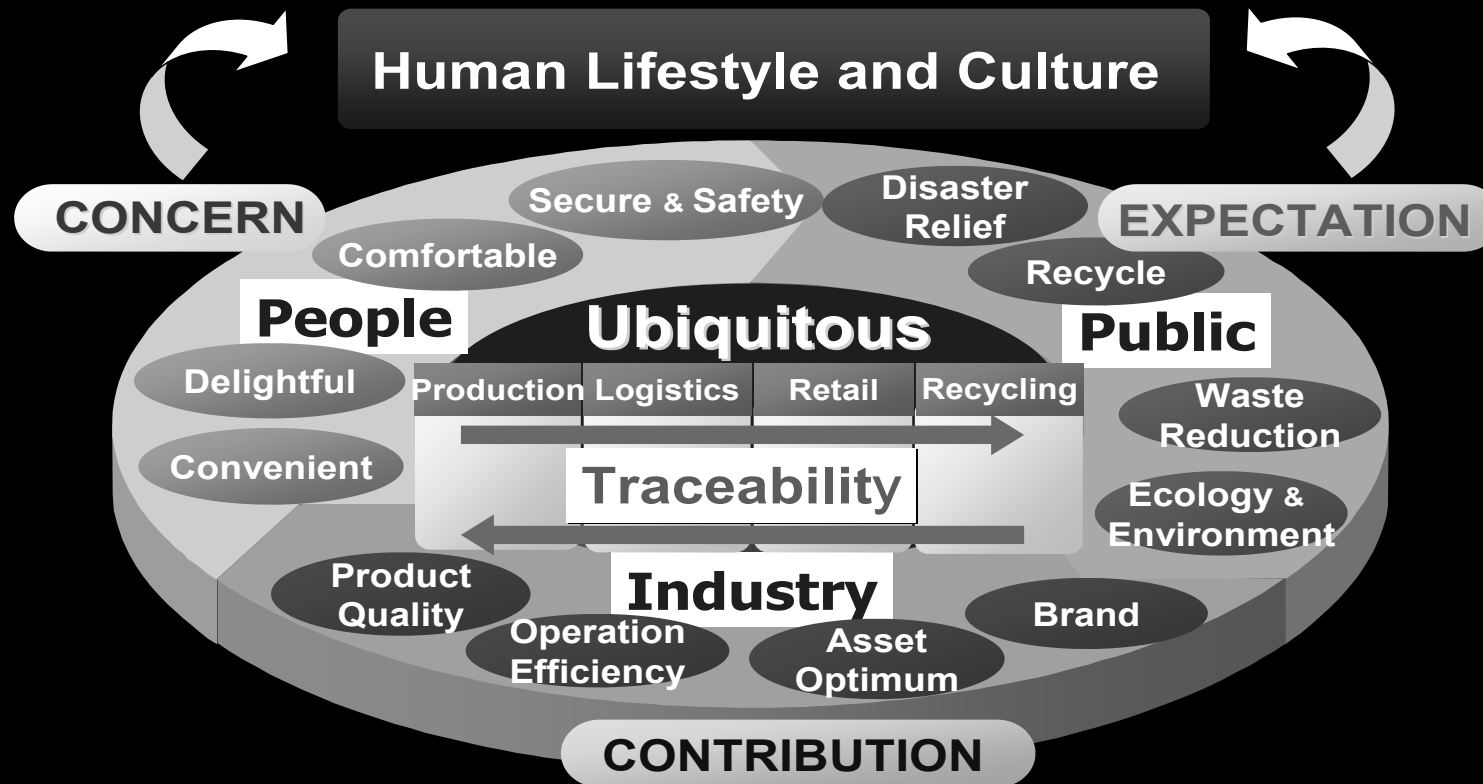 Human Lifestyle and Culture
CONCERN
EXPECTATION
Secure & Safety
Disaster
Relief
Comfortable
Recycle
People
Ubiquitous
Public
Delightful
Production
Logistics
Retail
Recycling
Waste
Reduction
Convenient
Traceability
Ecology &
Environment
Industry
Product
Quality
Operation
Efficiency
Asset
Optimum
Brand
CONTRIBUTION